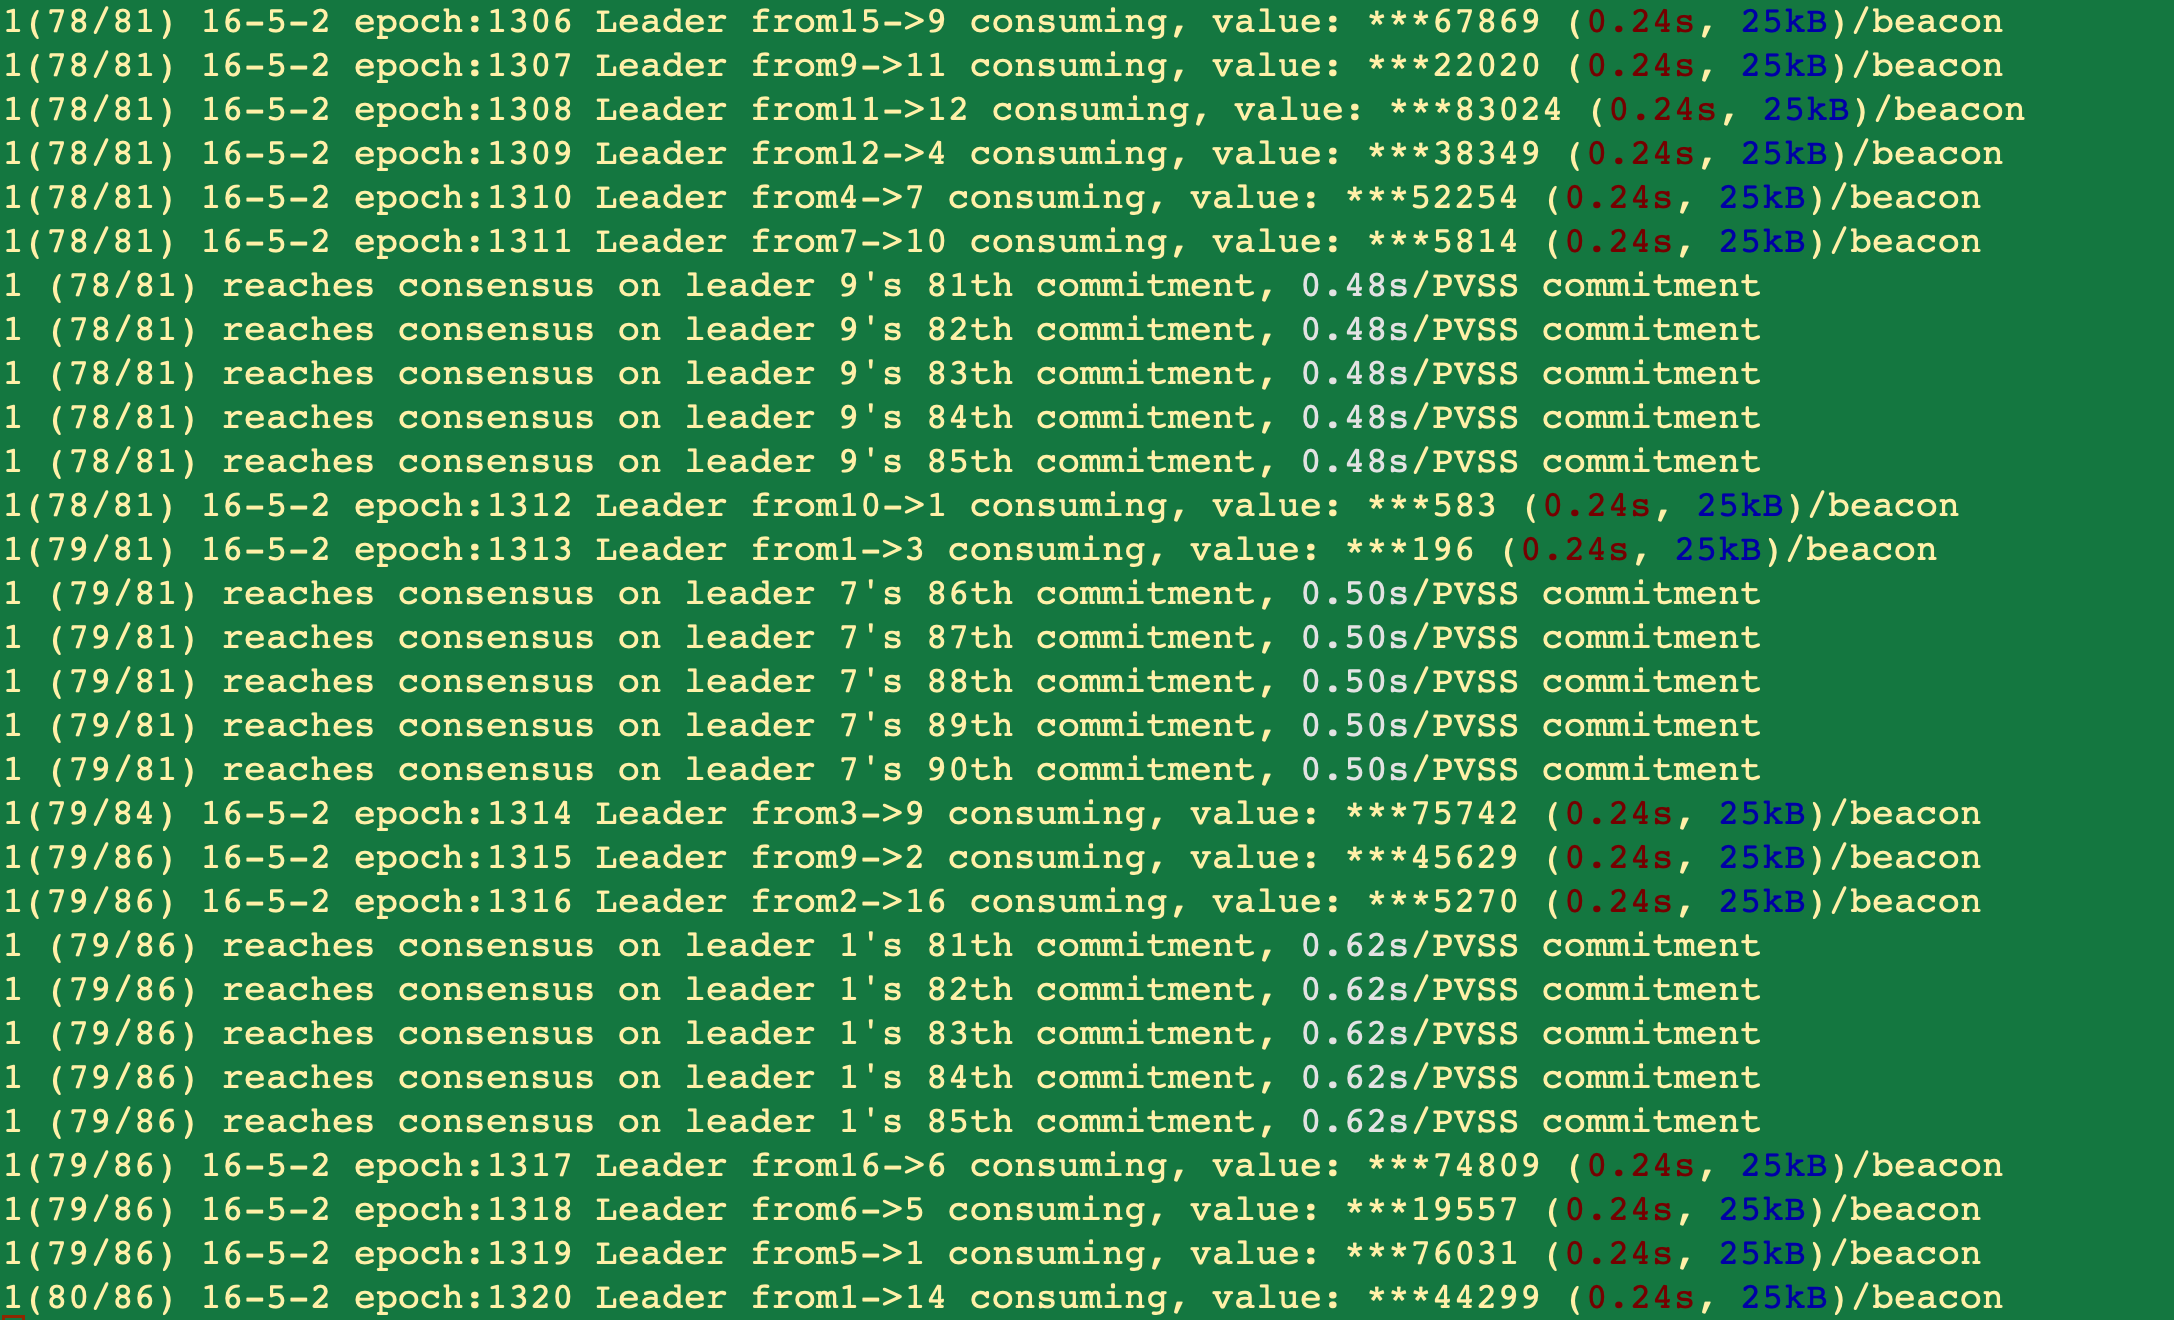 1(78/81) 16-5-2 epoch:1306 Leader from15->9 consuming, value: ***67869 (0.24s, 25kB)/beacon
1(78/81) 16-5-2 epoch:1307 Leader from9->11 consuming, value: ***22020 (0.24s, 25kB)/beacon
1(78/81) 16-5-2 epoch:1308 Leader from11->12 consuming, value: ***83024 (0.24s, 25kB)/beacon
1(78/81) 16-5-2 epoch:1309 Leader from12->4 consuming, value: ***38349 (0.24s, 25kB)/beacon
1(78/81) 16-5-2 epoch:1310 Leader from4->7 consuming, value: ***52254 (0.24s, 25kB)/beacon
1(78/81) 16-5-2 epoch:1311 Leader from7->10 consuming, value: ***5814 (0.24s, 25kB)/beacon
1 (78/81) reaches consensus on leader 9's 81th commitment, 0.48s/PVSS commitment
1 (78/81) reaches consensus on leader 9's 82th commitment, 0.48s/PVSS commitment
1 (78/81) reaches consensus on leader 9's 83th commitment, 0.48s/PVSS commitment
1 (78/81) reaches consensus on leader 9's 84th commitment, 0.48s/PVSS commitment
1 (78/81) reaches consensus on leader 9's 85th commitment, 0.48s/PVSS commitment
1(78/81) 16-5-2 epoch:1312 Leader from10->1 consuming, value: ***583 (0.24s, 25kB)/beacon
1(79/81) 16-5-2 epoch:1313 Leader from1->3 consuming, value: ***196 (0.24s, 25kB)/beacon
1 (79/81) reaches consensus on leader 7's 86th commitment, 0.50s/PVSS commitment
1 (79/81) reaches consensus on leader 7's 87th commitment, 0.50s/PVSS commitment
1 (79/81) reaches consensus on leader 7's 88th commitment, 0.50s/PVSS commitment
1 (79/81) reaches consensus on leader 7's 89th commitment, 0.50s/PVSS commitment
1 (79/81) reaches consensus on leader 7's 90th commitment, 0.50s/PVSS commitment
1(79/84) 16-5-2 epoch:1314 Leader from3->9 consuming, value: ***75742 (0.24s, 25kB)/beacon
1(79/86) 16-5-2 epoch:1315 Leader from9->2 consuming, value: ***45629 (0.24s, 25kB)/beacon
1(79/86) 16-5-2 epoch:1316 Leader from2->16 consuming, value: ***5270 (0.24s, 25kB)/beacon
1 (79/86) reaches consensus on leader 1's 81th commitment, 0.62s/PVSS commitment
1 (79/86) reaches consensus on leader 1's 82th commitment, 0.62s/PVSS commitment
1 (79/86) reaches consensus on leader 1's 83th commitment, 0.62s/PVSS commitment
1 (79/86) reaches consensus on leader 1's 84th commitment, 0.62s/PVSS commitment
1 (79/86) reaches consensus on leader 1's 85th commitment, 0.62s/PVSS commitment
1(79/86) 16-5-2 epoch:1317 Leader from16->6 consuming, value: ***74809 (0.24s, 25kB)/beacon
1(79/86) 16-5-2 epoch:1318 Leader from6->5 consuming, value: ***19557 (0.24s, 25kB)/beacon
1(79/86) 16-5-2 epoch:1319 Leader from5->1 consuming, value: ***76031 (0.24s, 25kB)/beacon
1(80/86) 16-5-2 epoch:1320 Leader from1->14 consuming, value: ***44299 (0.24s, 25kB)/beacon